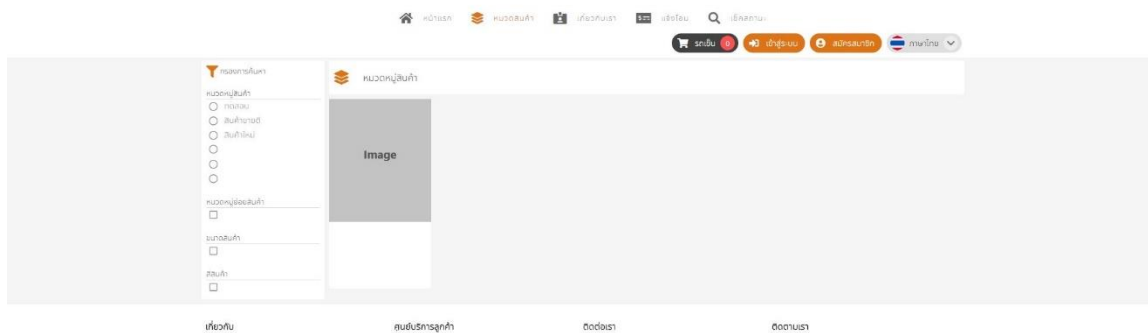 หน้าแรก หมวดสินค้า เกี่ยวกับเรา แจ้งโอน เช็คสถานะ
รถเข็น 0 เข้าสู่ระบบ สมัครสมาชิก ภาษาไทย
กรองการค้นหา
หมวดหมู่สินค้า
หมวดหมู่สินค้า
ทดสอบ
สินค้าขายดี
สินค้าใหม่
Image
หมวดหมู่ย่อยสินค้า
ขนาดสินค้า
สีสินค้า
เกี่ยวกับ ศูนย์บริการลูกค้า ติดต่อเรา ติดตามเรา